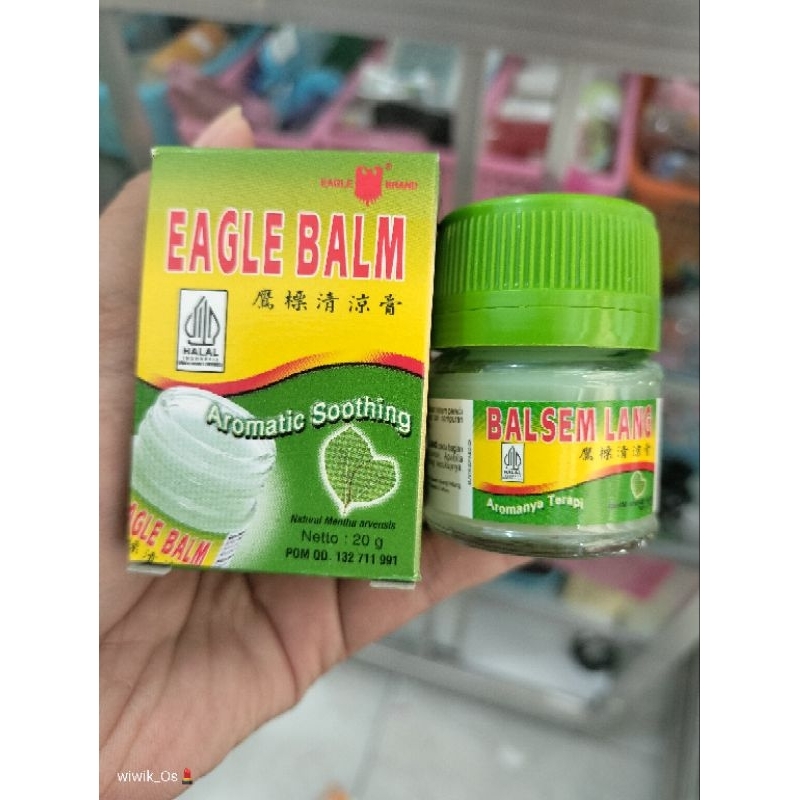 EAGLE BRAND
EAGLE BALM
鷹標清涼膏
HALAL
INDONESIA
Aromatic Soothing
Natural Mentha arvensis
Netto : 20 g
POM QD. 132 711 991
AGLE BALM
BALSEM LANG
鷹標清涼膏
Aromanya Terapi
wiwik_Os